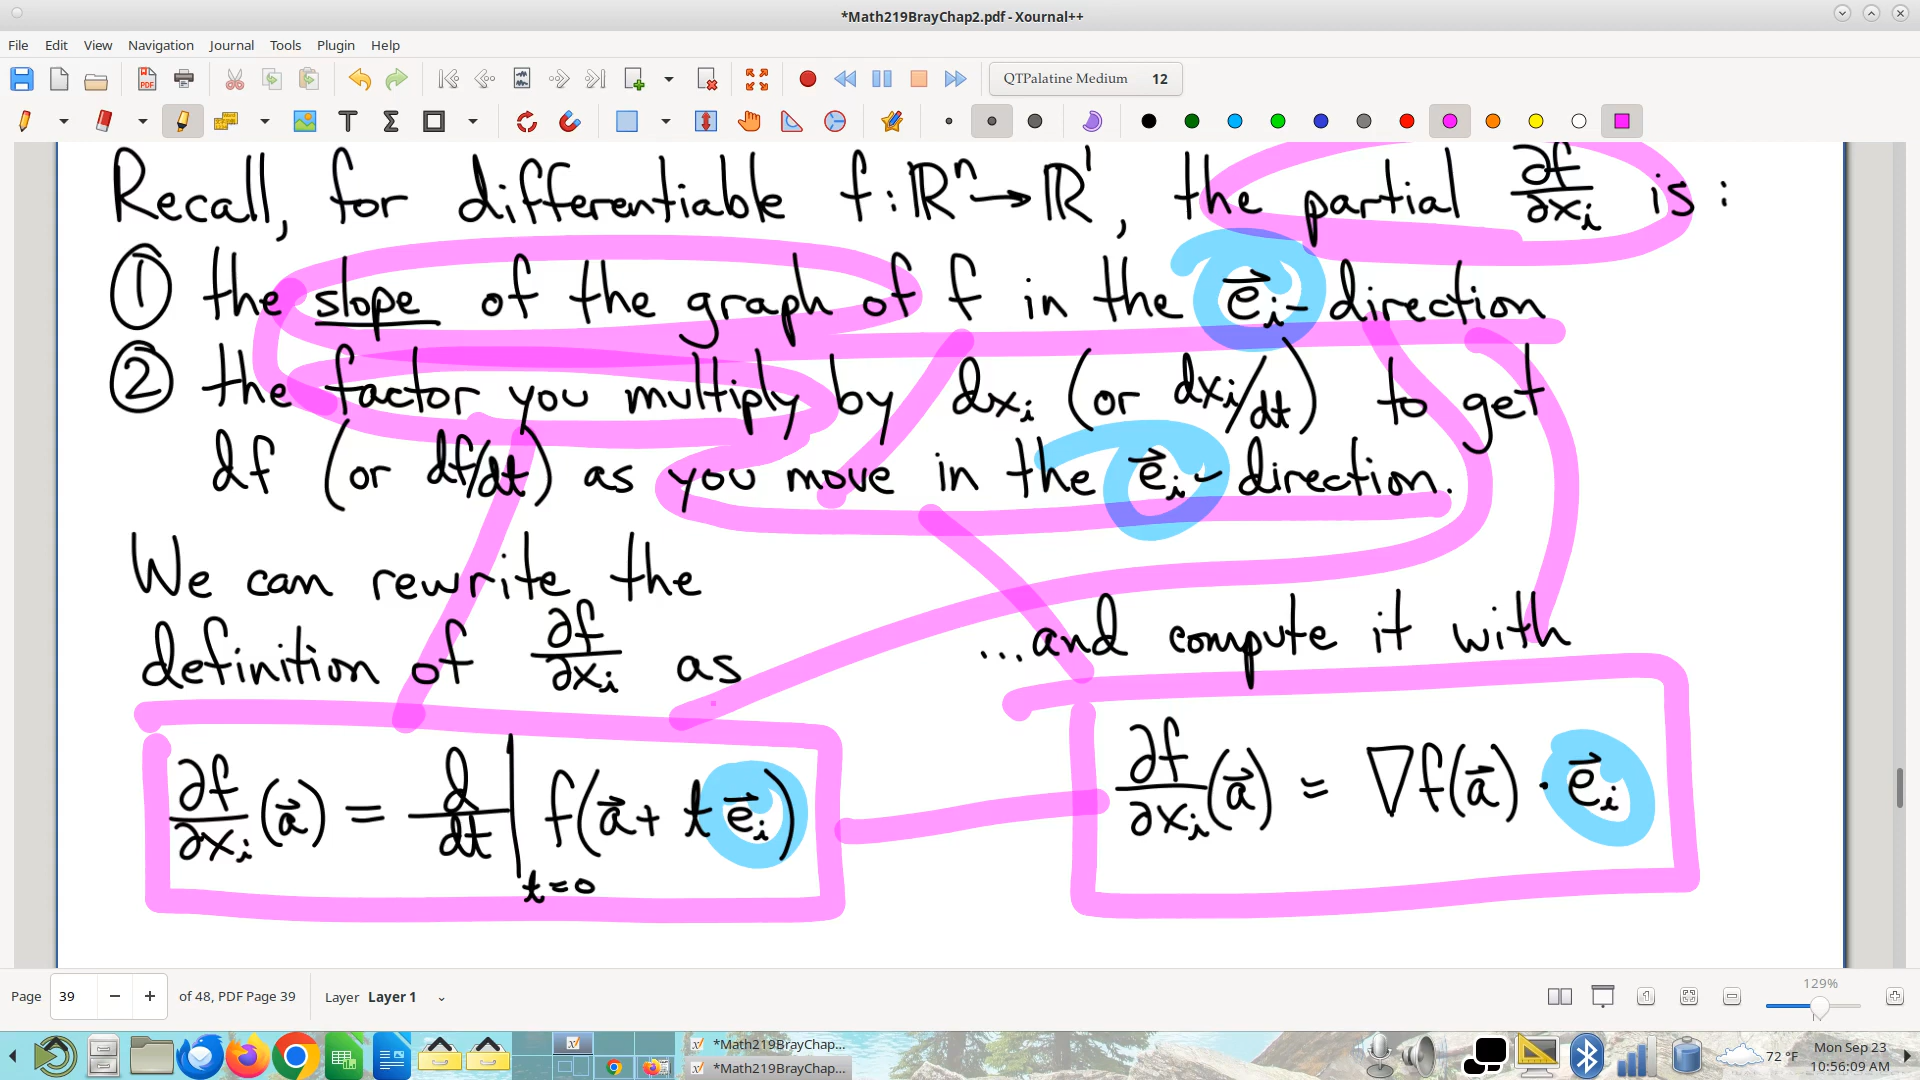 *Math219BrayChap2.pdf - Xournal++
File Edit View Navigation Journal Tools Plugin Help
QTPalatine Medium 12
Recall, for differentiable f: ℝⁿ → ℝ¹, the partial ∂f/∂xᵢ is:
① the slope of the graph of f in the e⃗ᵢ-direction
② the factor you multiply by dxᵢ (or dxᵢ/dt) to get
df (or df/dt) as you move in the e⃗ᵢ-direction.
We can rewrite the
definition of ∂f/∂xᵢ as
...and compute it with
∂f/∂xᵢ (a⃗) = d/dt |ₜ₌₀ f(a⃗ + t e⃗ᵢ)
∂f/∂xᵢ (a⃗) = ∇f(a⃗) · e⃗ᵢ
Page 39 of 48, PDF Page 39 Layer Layer 1
129%
*Math219BrayChap...
*Math219BrayChap...
72 °F
Mon Sep 23
10:56:09 AM